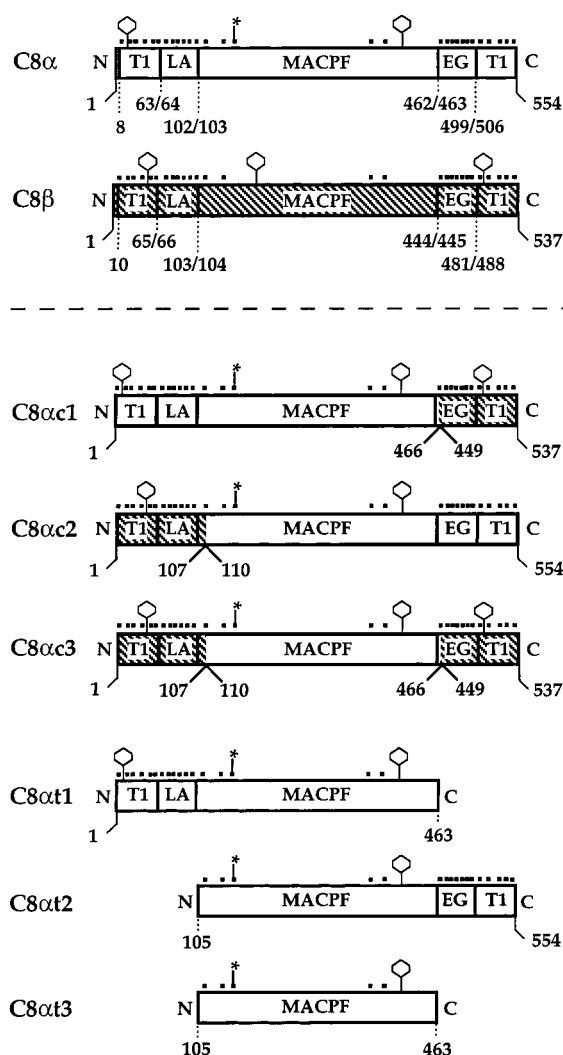 *
C8α N T1 LA MACPF EG T1 C
1 63/64 462/463 554
8 102/103 499/506
C8β N T1 LA MACPF EG T1 C
1 65/66 444/445 537
10 103/104 481/488
*
C8αc1 N T1 LA MACPF EG T1 C
1 466 449 537
*
C8αc2 N T1 LA MACPF EG T1 C
1 107 110 554
*
C8αc3 N T1 LA MACPF EG T1 C
1 107 110 466 449 537
*
C8αt1 N T1 LA MACPF C
1 463
*
C8αt2 N MACPF EG T1 C
105 554
*
C8αt3 N MACPF C
105 463